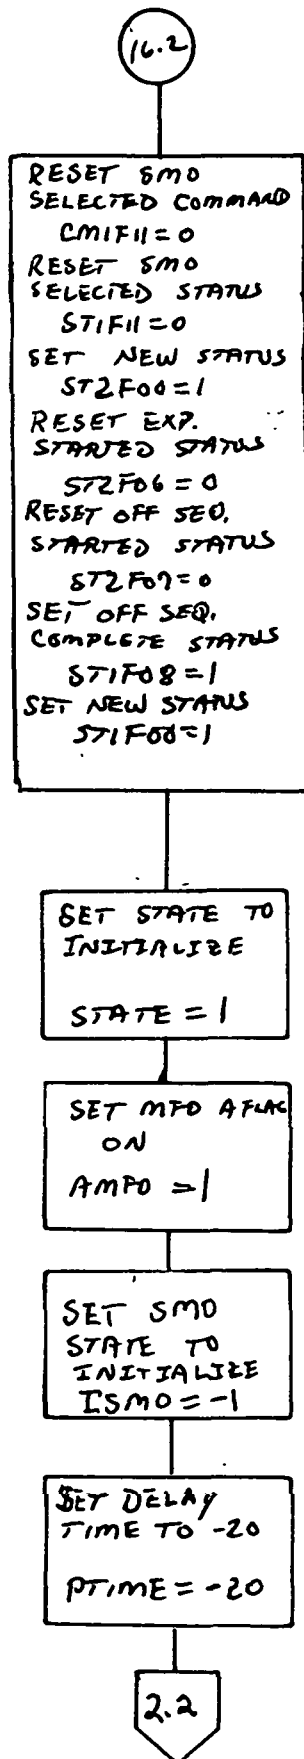 16.2
RESET SMO
SELECTED COMMAND
CM1F11=0
RESET SMO
SELECTED STATUS
ST1F11=0
SET NEW STATUS
ST2F00=1
RESET EXP.
STARTED STATUS
ST2F06=0
RESET OFF SEQ.
STARTED STATUS
ST2F07=0
SET OFF SEQ.
COMPLETE STATUS
ST1F08=1
SET NEW STATUS
ST1F00=1
SET STATE TO
INITIALIZE
STATE = 1
SET MFD AFLAG
ON
AMFD = 1
SET SMO
STATE TO
INITIALIZE
ISMO=-1
SET DELAY
TIME TO -20
PTIME = -20
2.2